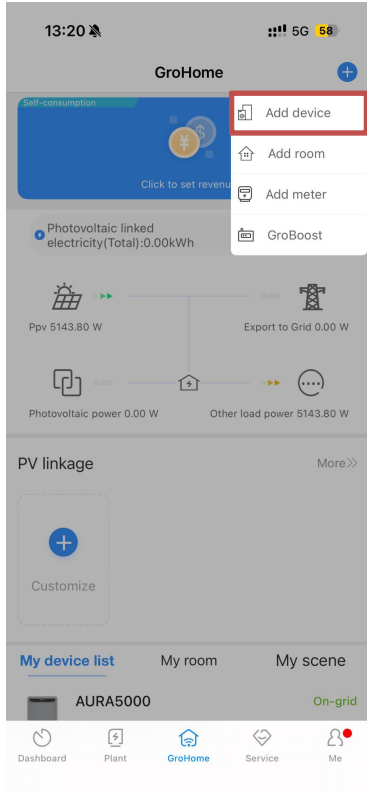 13:20
5G 58
GroHome
Self-consumption
Add device
Add room
Add meter
GroBoost
Click to set revenu
Photovoltaic linked
electricity(Total):0.00kWh
Ppv 5143.80 W
Export to Grid 0.00 W
Photovoltaic power 0.00 W
Other load power 5143.80 W
PV linkage
More
Customize
My device list
My room
My scene
AURA5000
On-grid
Dashboard
Plant
GroHome
Service
Me